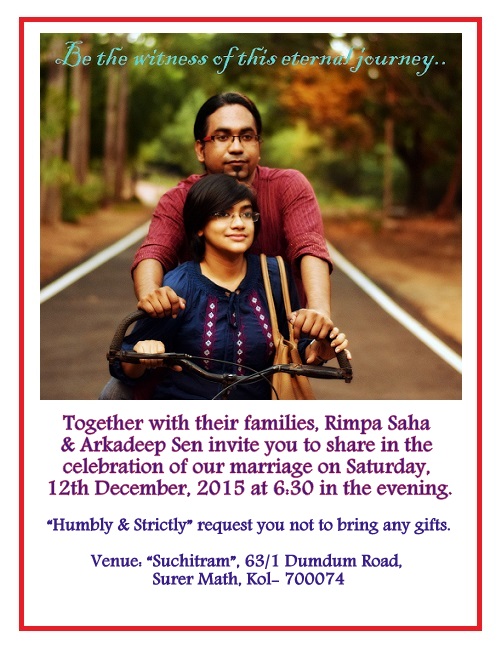 Be the witness of this eternal journey..
Together with their families, Rimpa Saha
& Arkadeep Sen invite you to share in the
celebration of our marriage on Saturday,
12th December, 2015 at 6:30 in the evening.
“Humbly & Strictly” request you not to bring any gifts.
Venue: “Suchitram”, 63/1 Dumdum Road,
Surer Math, Kol- 700074